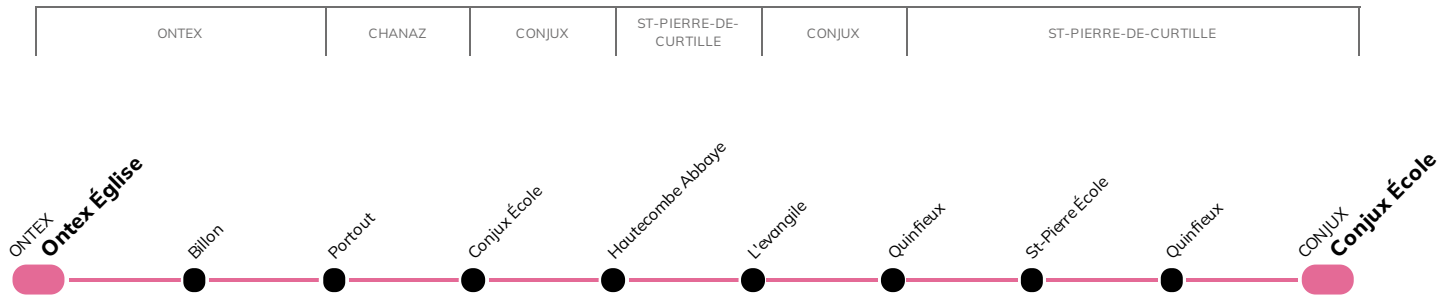 ONTEX
CHANAZ
CONJUX
ST-PIERRE-DE-
CURTILLE
CONJUX
ST-PIERRE-DE-CURTILLE
ONTEX
Ontex Église
Billon
Portout
Conjux École
Hautecombe Abbaye
L'evangile
Quinfieux
St-Pierre École
Quinfieux
CONJUX
Conjux École